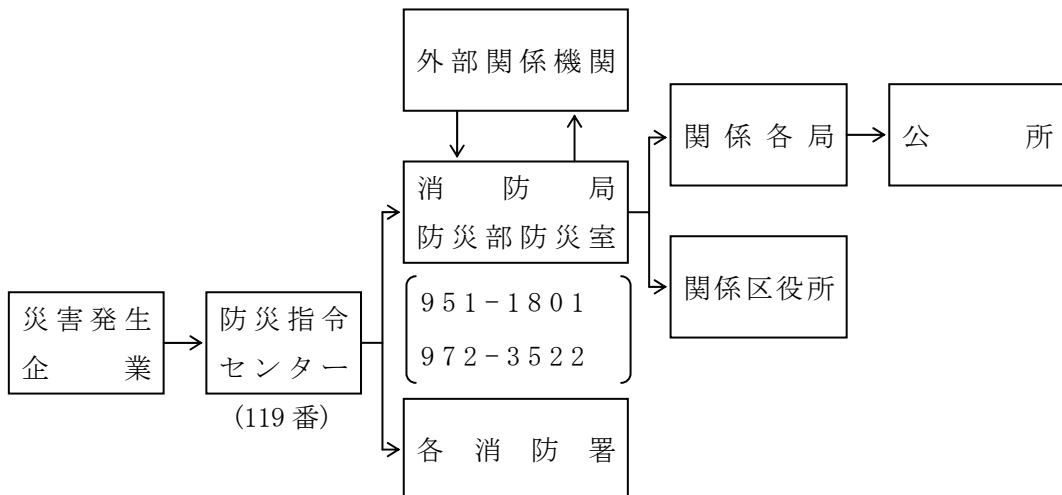 外部関係機関
関係各局
公所
消防局
防災部防災室
関係区役所
951-1801
972-3522
災害発生
企業
防災指令
センター
(119番)
各消防署